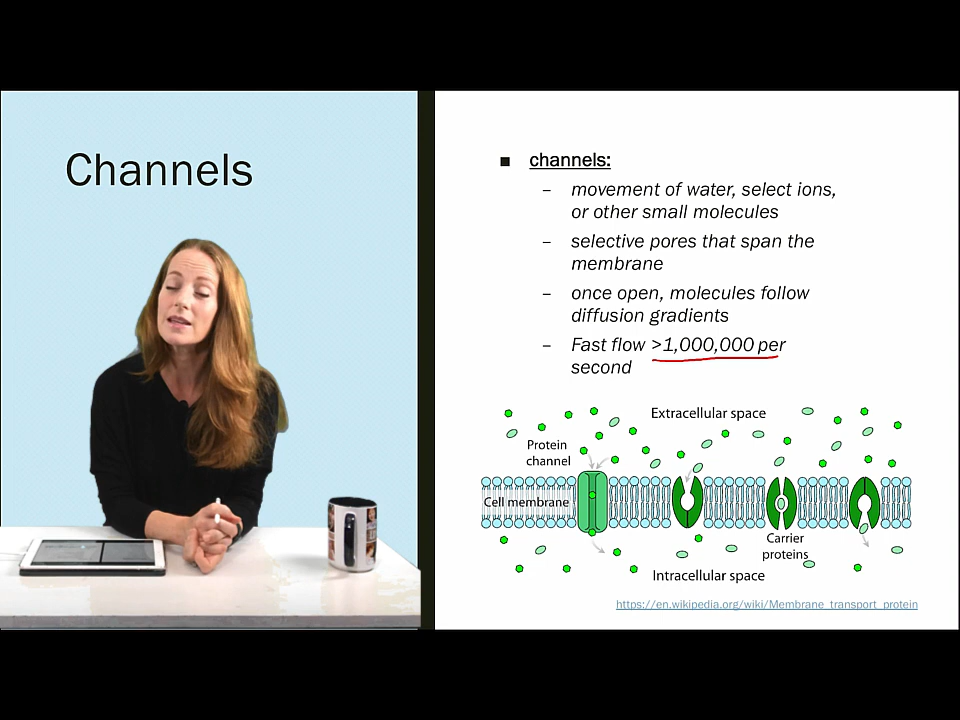 Channels
■ channels:
– movement of water, select ions,
or other small molecules
– selective pores that span the
membrane
– once open, molecules follow
diffusion gradients
– Fast flow >1,000,000 per
second
Extracellular space
Protein
channel
Cell membrane
Carrier
proteins
Intracellular space
https://en.wikipedia.org/wiki/Membrane_transport_protein